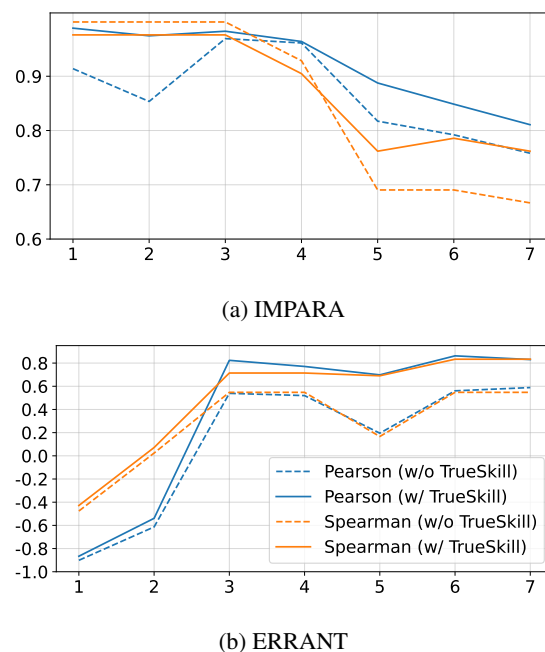 0.9
0.8
0.7
0.6
1 2 3 4 5 6 7
(a) IMPARA
0.8
0.6
0.4
0.2
0.0
-0.2
-0.4
-0.6
-0.8
-1.0
Pearson (w/o TrueSkill)
Pearson (w/ TrueSkill)
Spearman (w/o TrueSkill)
Spearman (w/ TrueSkill)
1 2 3 4 5 6 7
(b) ERRANT